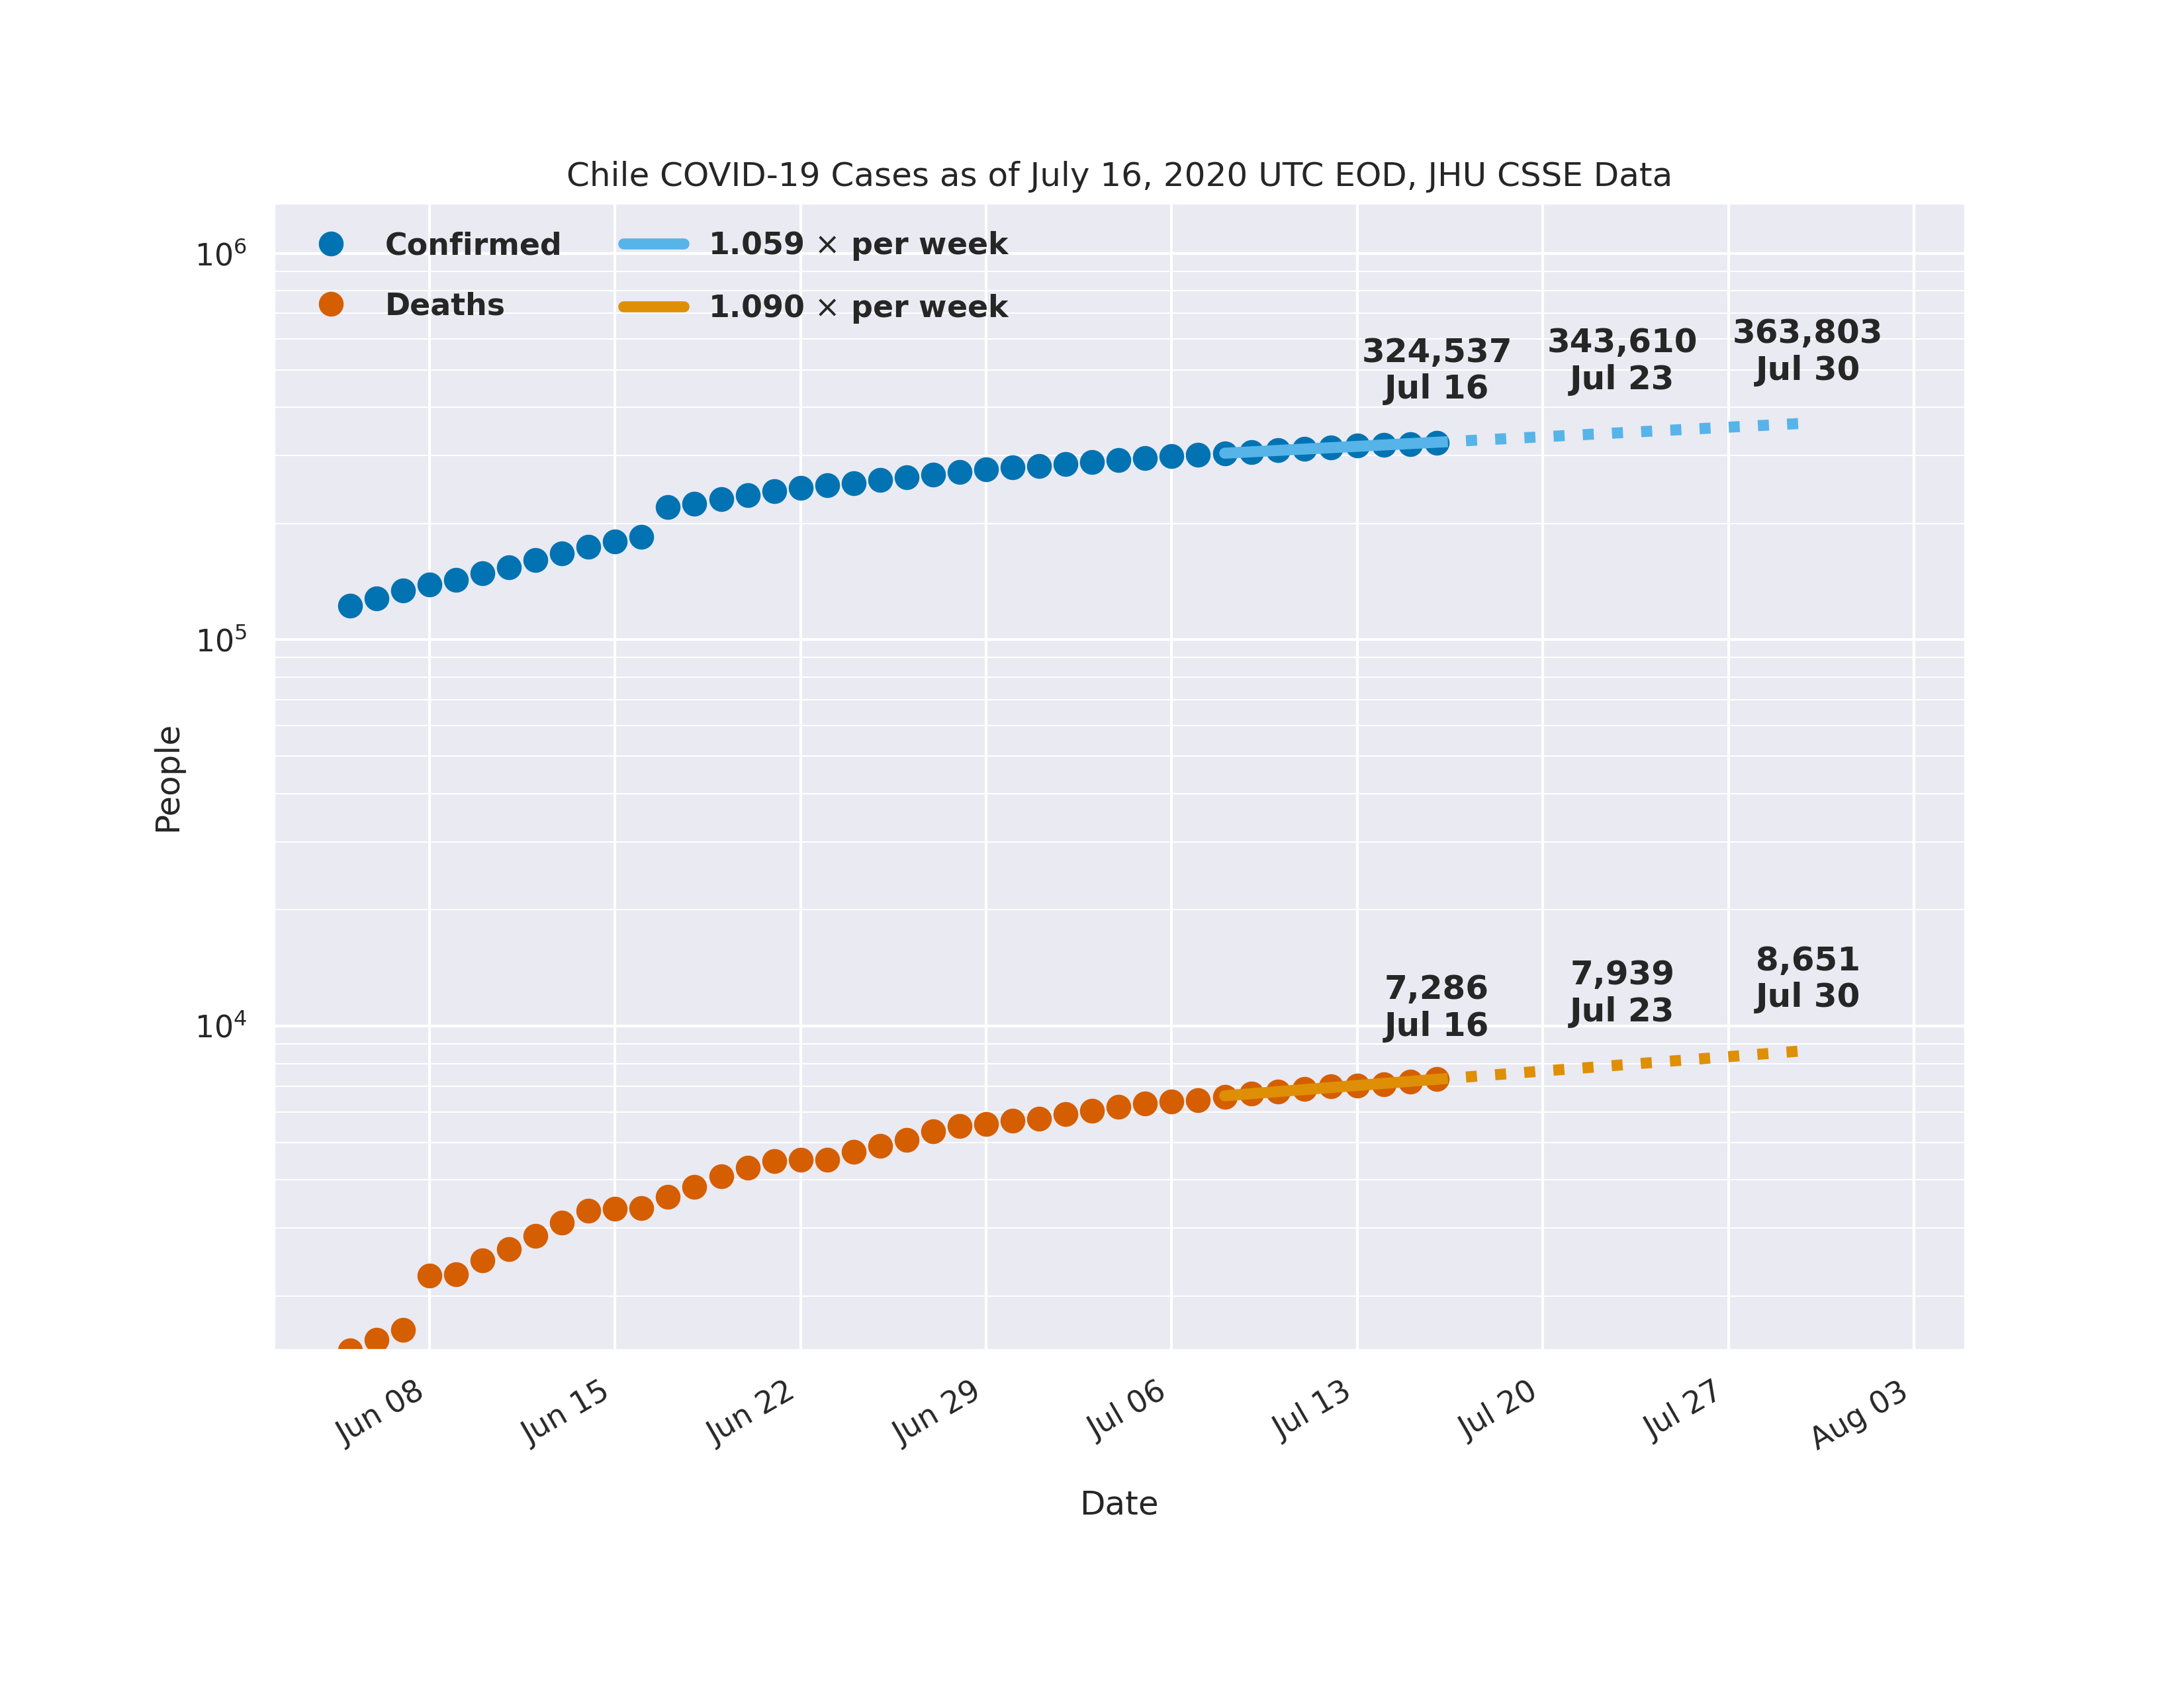 Chile COVID-19 Cases as of July 16, 2020 UTC EOD, JHU CSSE Data
10⁶
Confirmed
1.059 × per week
Deaths
1.090 × per week
324,537
Jul 16
343,610
Jul 23
363,803
Jul 30
10⁵
People
7,286
Jul 16
7,939
Jul 23
8,651
Jul 30
10⁴
Jun 08
Jun 15
Jun 22
Jun 29
Jul 06
Jul 13
Jul 20
Jul 27
Aug 03
Date